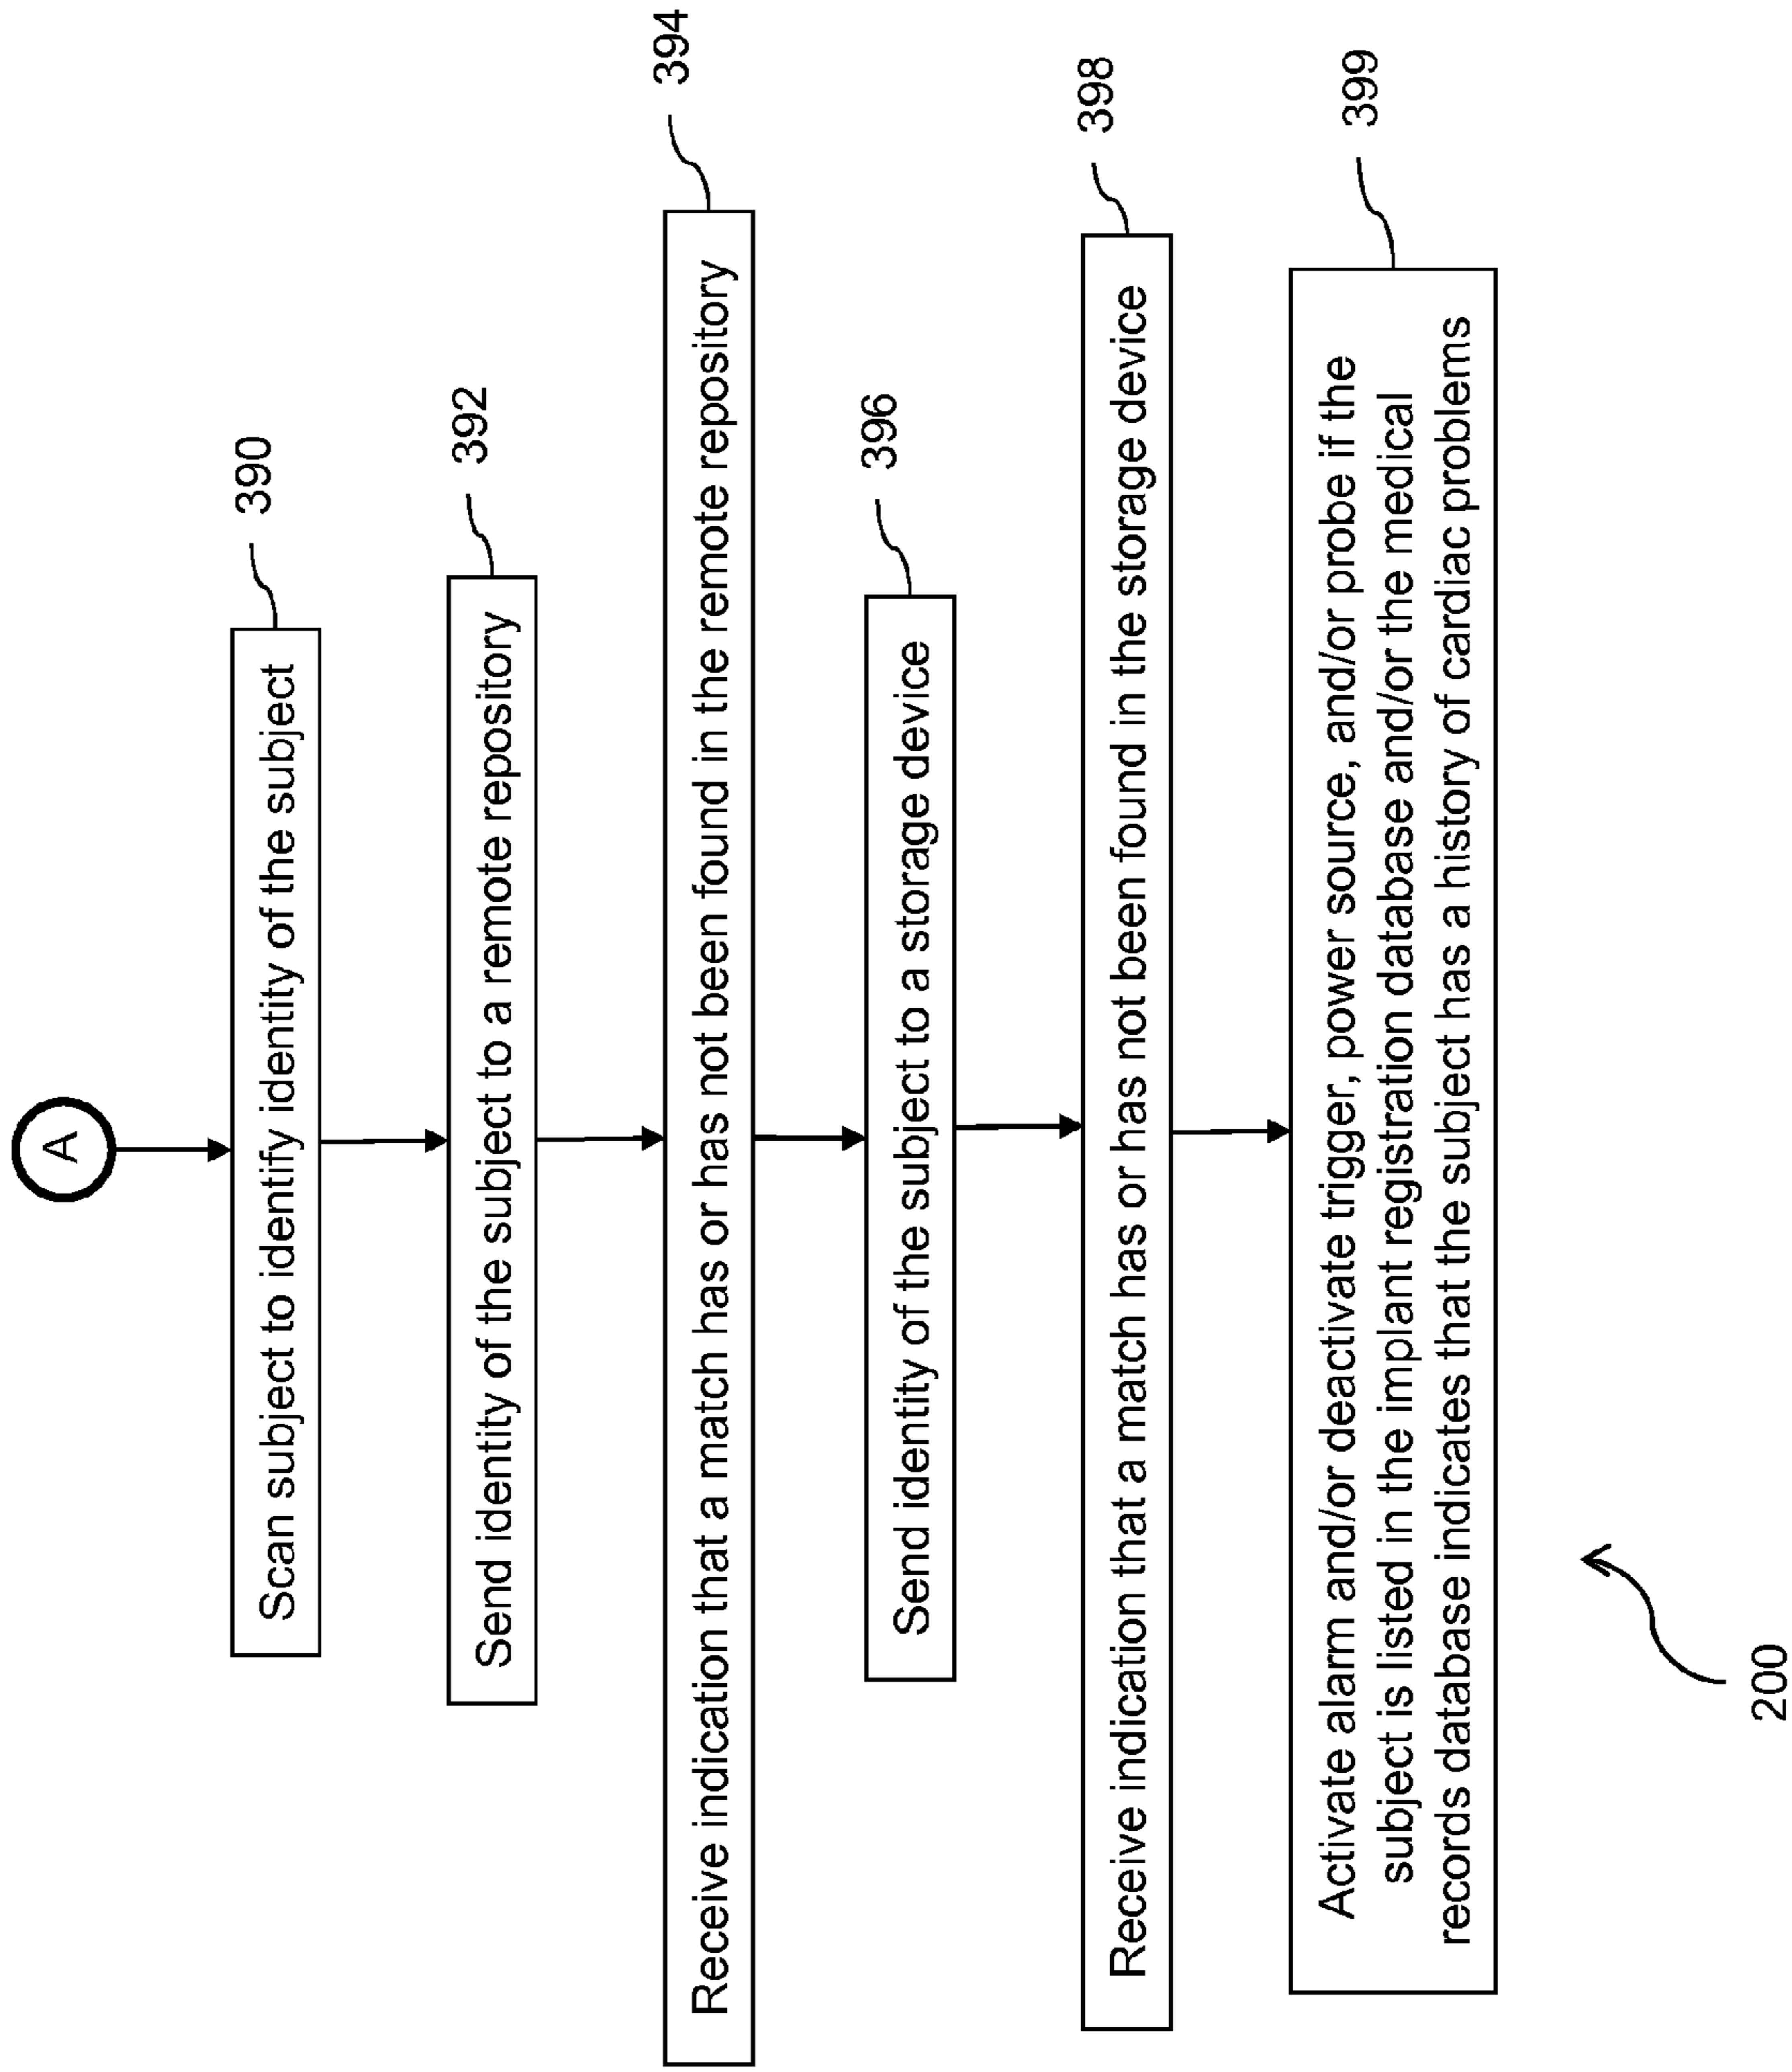 A
390
Scan subject to identify identity of the subject
392
Send identity of the subject to a remote repository
394
Receive indication that a match has or has not been found in the remote repository
396
Send identity of the subject to a storage device
398
Receive indication that a match has or has not been found in the storage device
399
Activate alarm and/or deactivate trigger, power source, and/or probe if the
subject is listed in the implant registration database and/or the medical
records database indicates that the subject has a history of cardiac problems
200